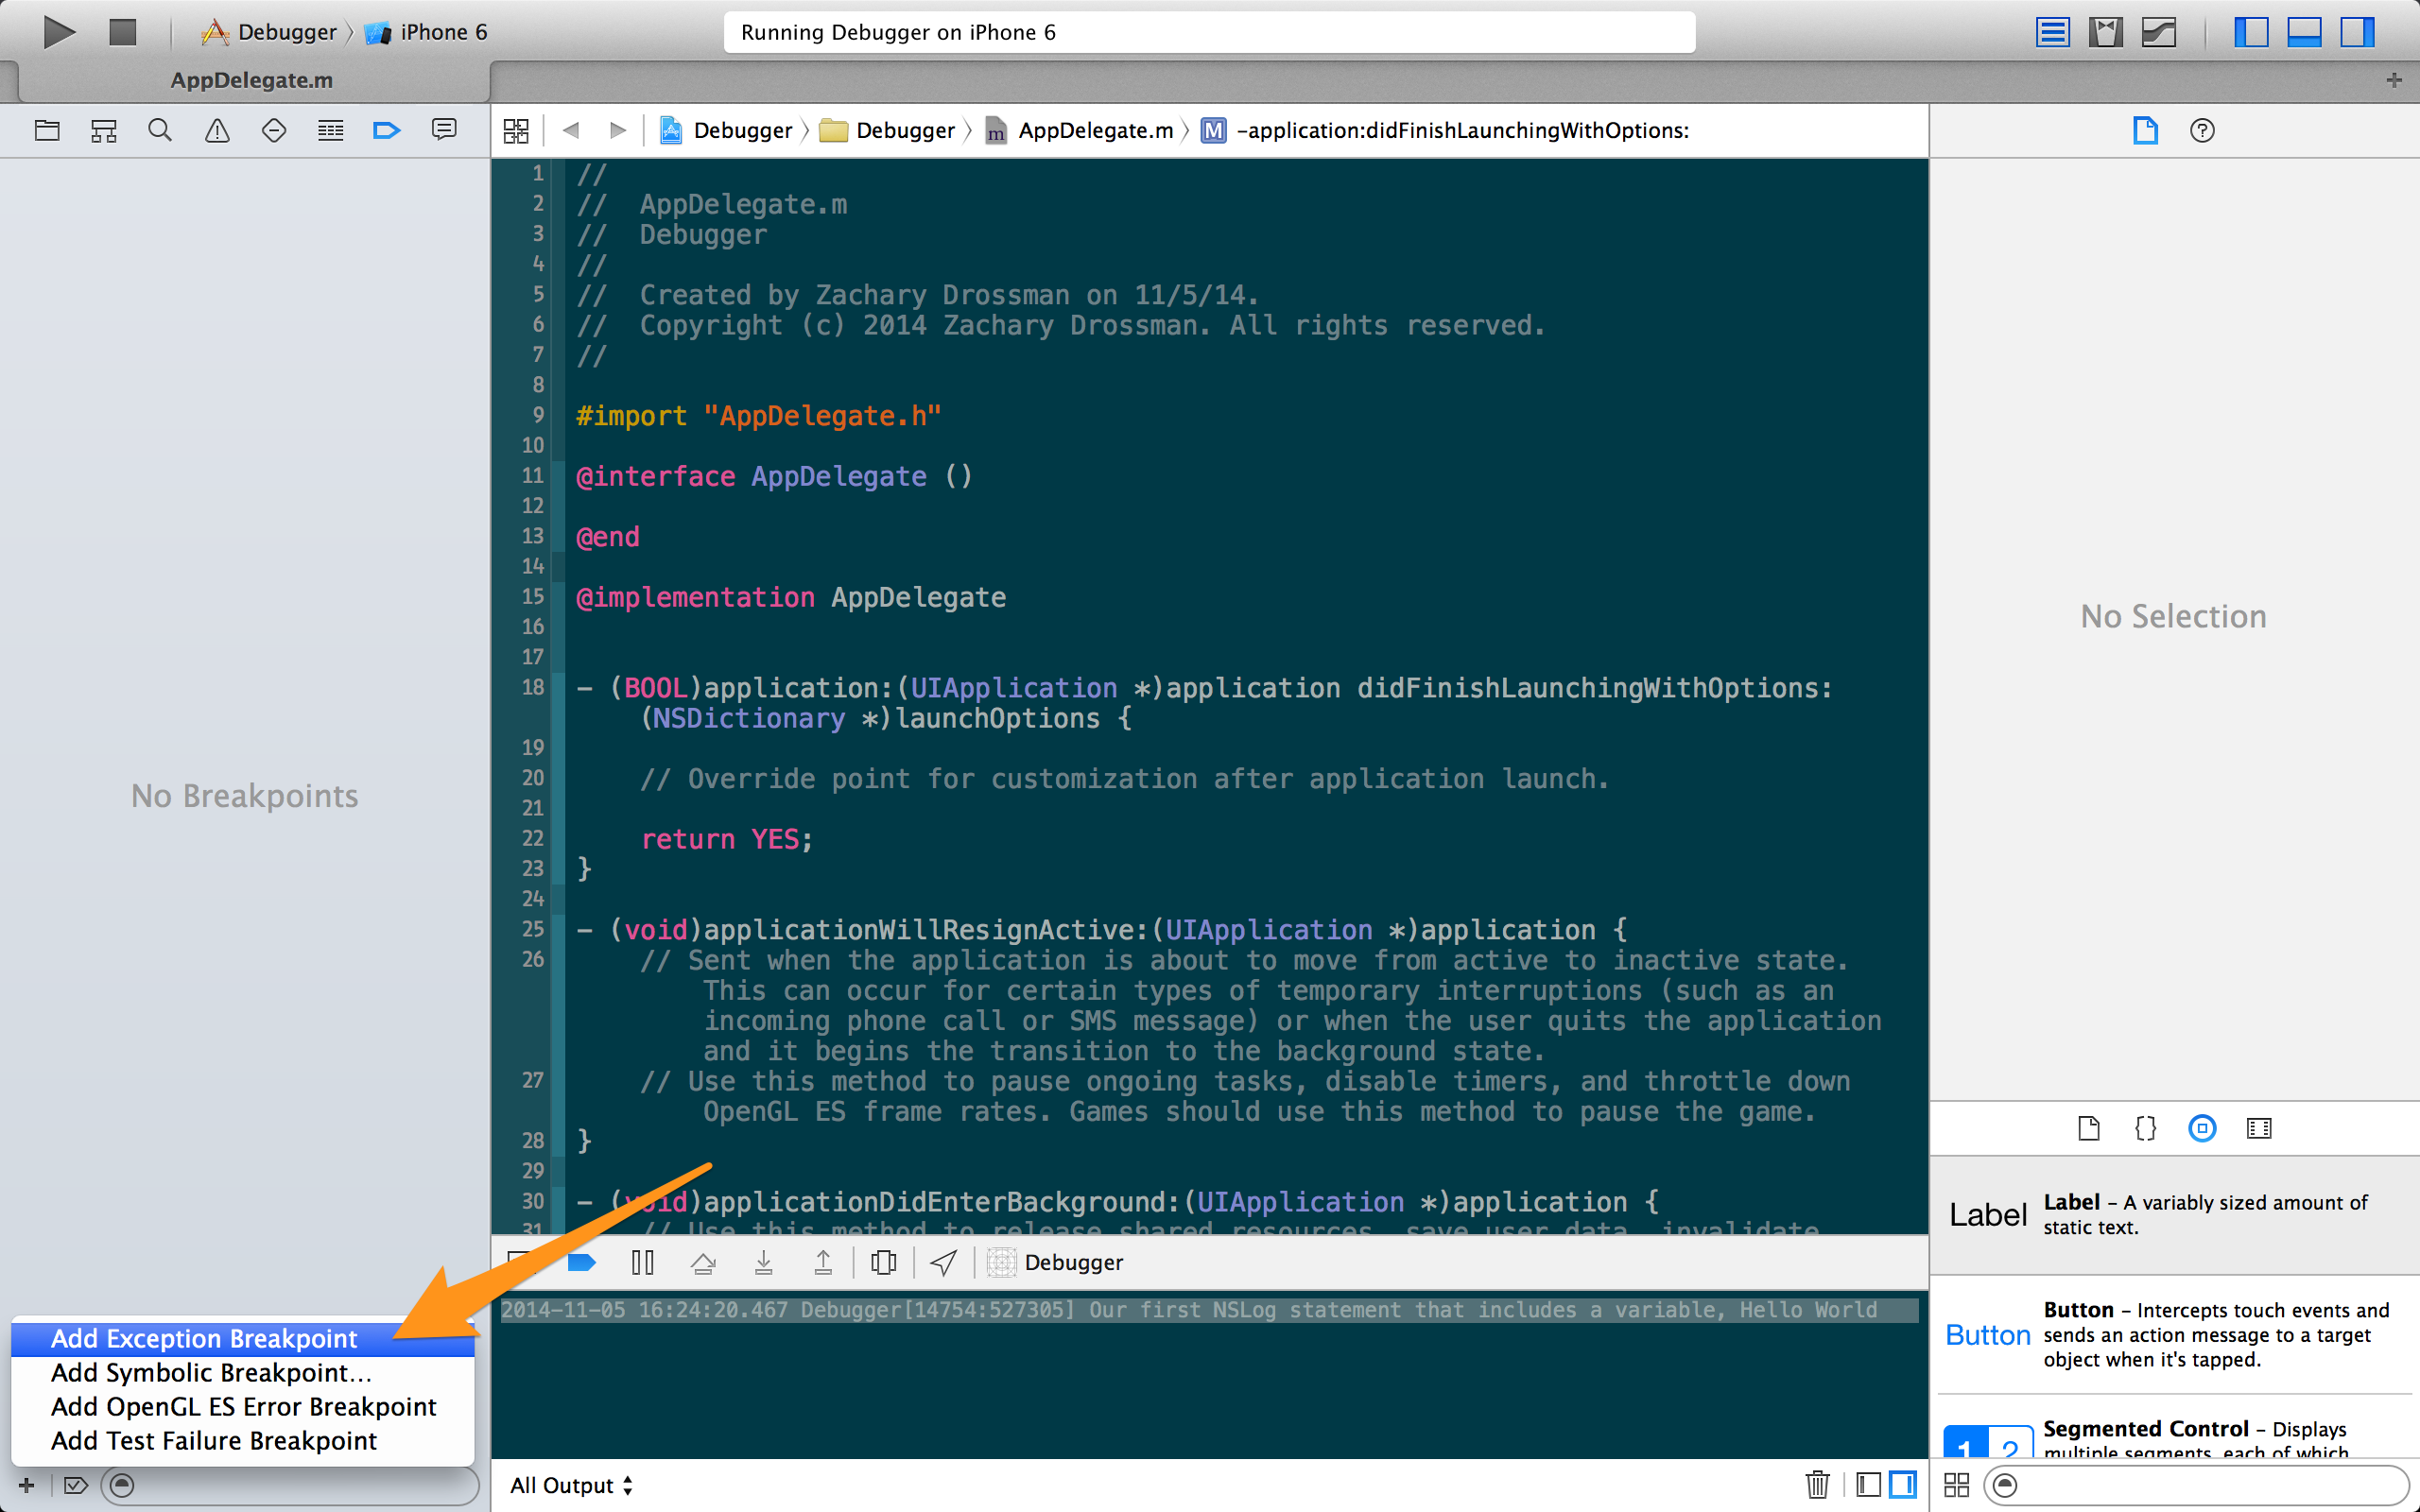 Debugger iPhone 6
Running Debugger on iPhone 6
AppDelegate.m
Debugger Debugger AppDelegate.m M -application:didFinishLaunchingWithOptions:
No Breakpoints
1 //
2 //  AppDelegate.m
3 //  Debugger
4 //
5 //  Created by Zachary Drossman on 11/5/14.
6 //  Copyright (c) 2014 Zachary Drossman. All rights reserved.
7 //
8
9 #import "AppDelegate.h"
10
11 @interface AppDelegate ()
12
13 @end
14
15 @implementation AppDelegate
16
17
18 - (BOOL)application:(UIApplication *)application didFinishLaunchingWithOptions:
(NSDictionary *)launchOptions {
19
20 // Override point for customization after application launch.
21
22 return YES;
23 }
24
25 - (void)applicationWillResignActive:(UIApplication *)application {
26 // Sent when the application is about to move from active to inactive state.
This can occur for certain types of temporary interruptions (such as an
incoming phone call or SMS message) or when the user quits the application
and it begins the transition to the background state.
27 // Use this method to pause ongoing tasks, disable timers, and throttle down
OpenGL ES frame rates. Games should use this method to pause the game.
28 }
29
30 - (void)applicationDidEnterBackground:(UIApplication *)application {
31 // Use this method to release shared resources, save user data, invalidate
Debugger
2014-11-05 16:24:20.467 Debugger[14754:527305] Our first NSLog statement that includes a variable, Hello World
All Output
Add Exception Breakpoint
Add Symbolic Breakpoint...
Add OpenGL ES Error Breakpoint
Add Test Failure Breakpoint
No Selection
Label
Label - A variably sized amount of
static text.
Button
Button - Intercepts touch events and
sends an action message to a target
object when it's tapped.
1 2
Segmented Control - Displays
multiple segments, each of which